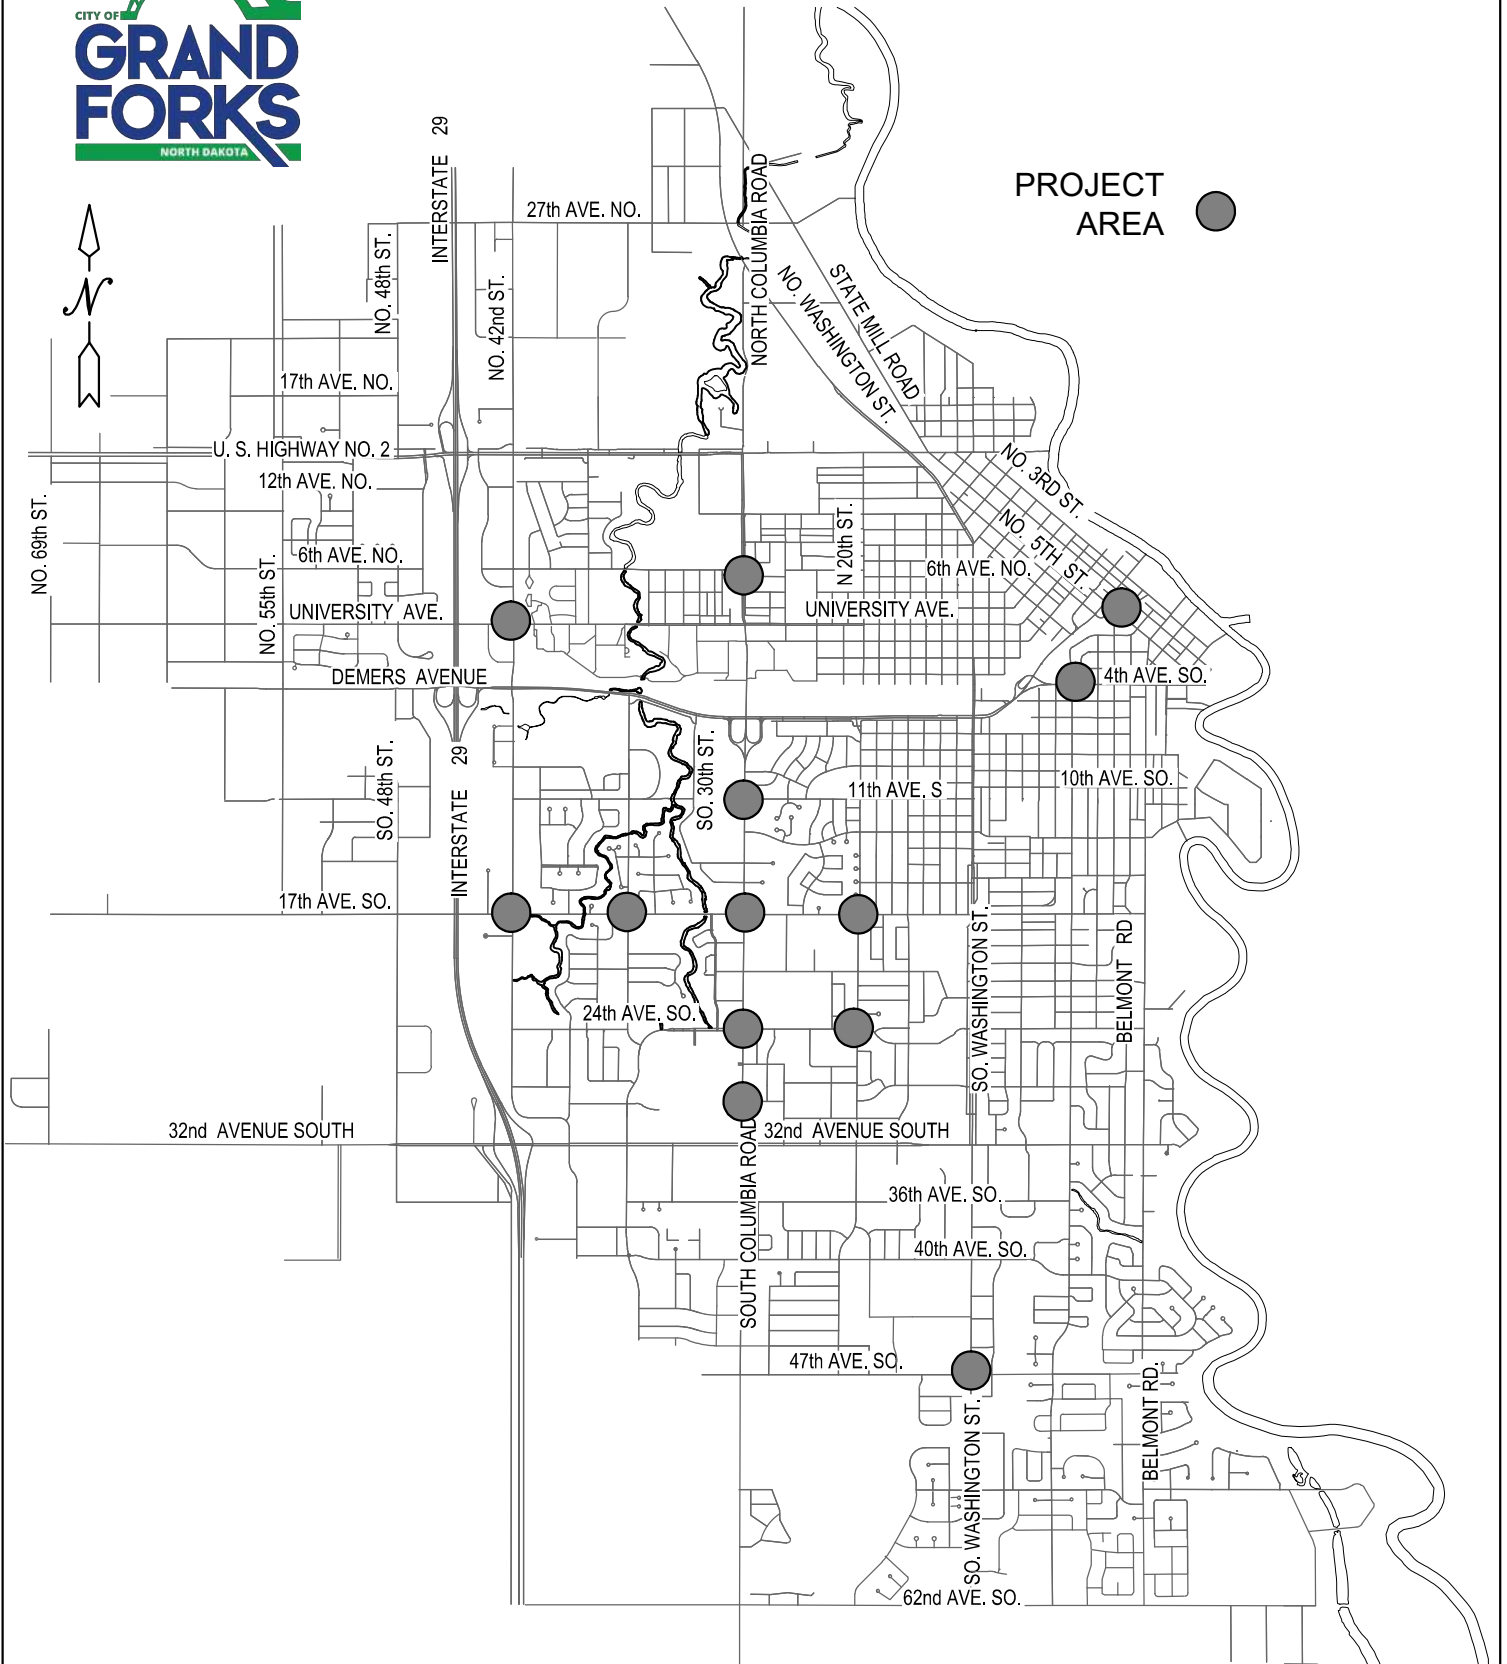 CITY OF
GRAND
FORKS
NORTH DAKOTA
N
PROJECT
AREA
INTERSTATE 29
27th AVE. NO.
NORTH COLUMBIA ROAD
NO. 48th ST.
NO. 42nd ST.
STATE MILL ROAD
NO. WASHINGTON ST.
17th AVE. NO.
U. S. HIGHWAY NO. 2
12th AVE. NO.
NO. 3RD ST.
NO. 69th ST.
N 20th ST.
NO. 5TH ST.
6th AVE. NO.
6th AVE. NO.
NO. 55th ST.
UNIVERSITY AVE.
UNIVERSITY AVE.
DEMERS AVENUE
4th AVE. SO.
SO. 48th ST.
INTERSTATE 29
SO. 30th ST.
11th AVE. S
10th AVE. SO.
17th AVE. SO.
SO. WASHINGTON ST.
BELMONT RD
24th AVE. SO.
32nd AVENUE SOUTH
32nd AVENUE SOUTH
SOUTH COLUMBIA ROAD
36th AVE. SO.
40th AVE. SO.
47th AVE. SO.
BELMONT RD.
SO. WASHINGTON ST.
62nd AVE. SO.